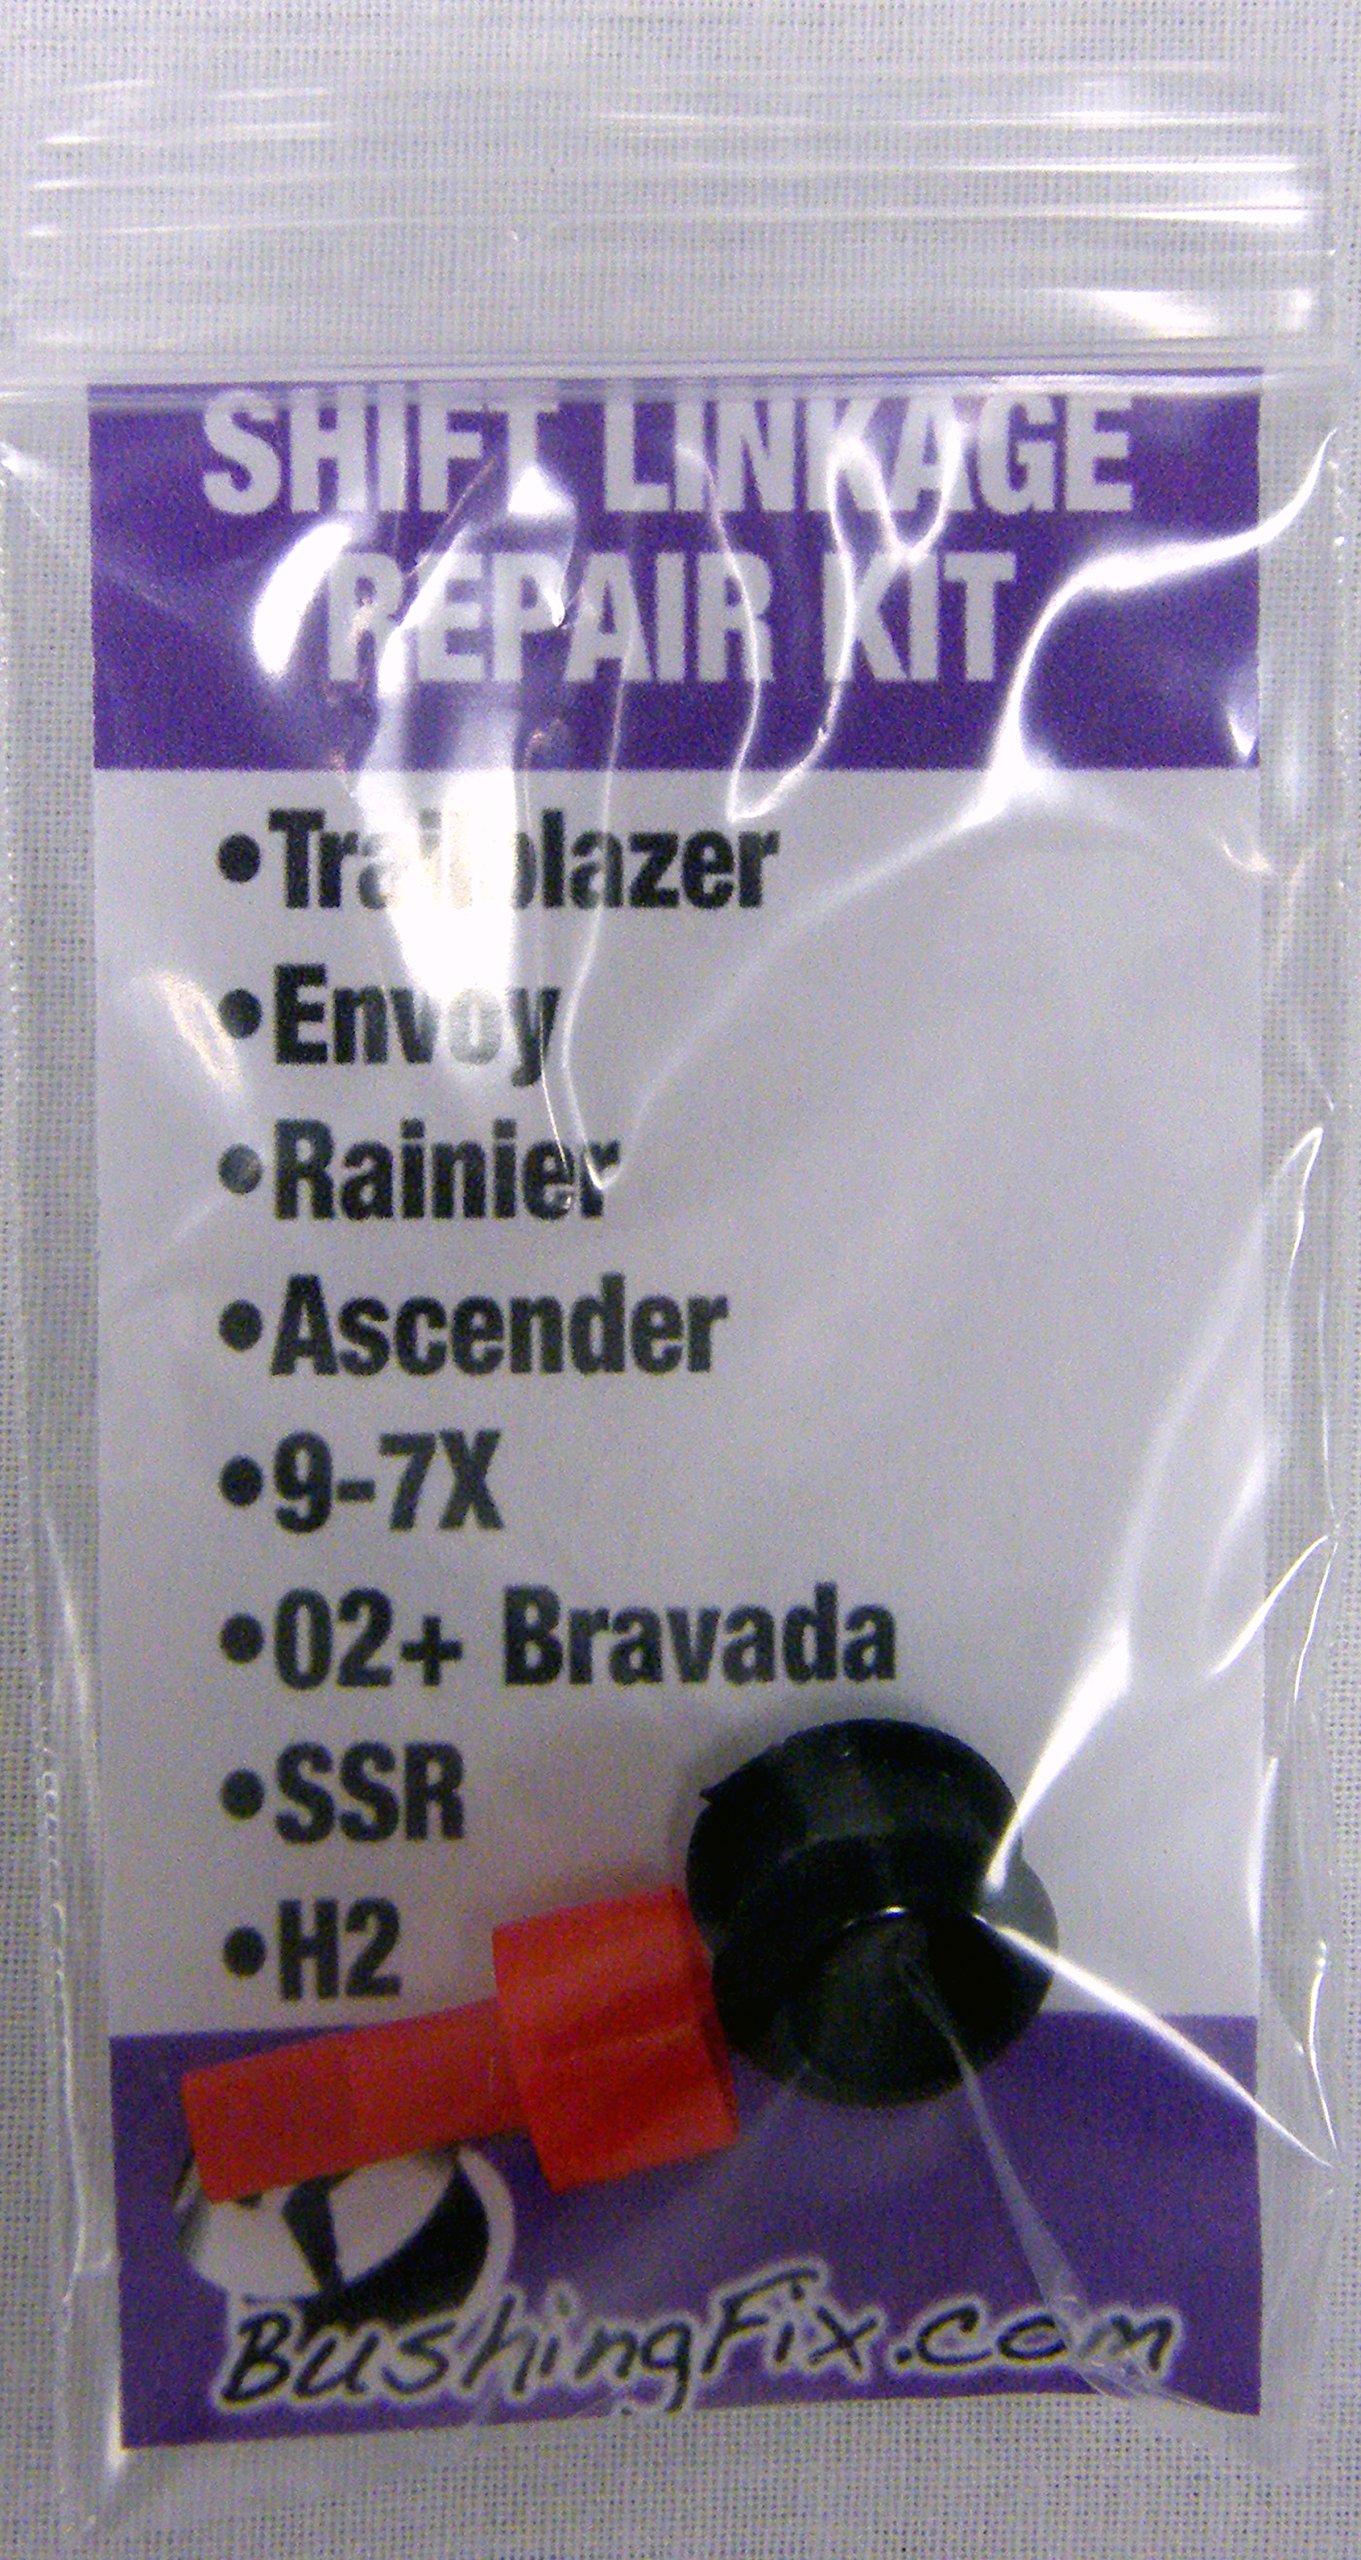 SHIFT LINKAGE
REPAIR KIT
•Trailblazer
•Envoy
•Rainier
•Ascender
•9-7X
•02+ Bravada
•SSR
•H2
BushingFix.com